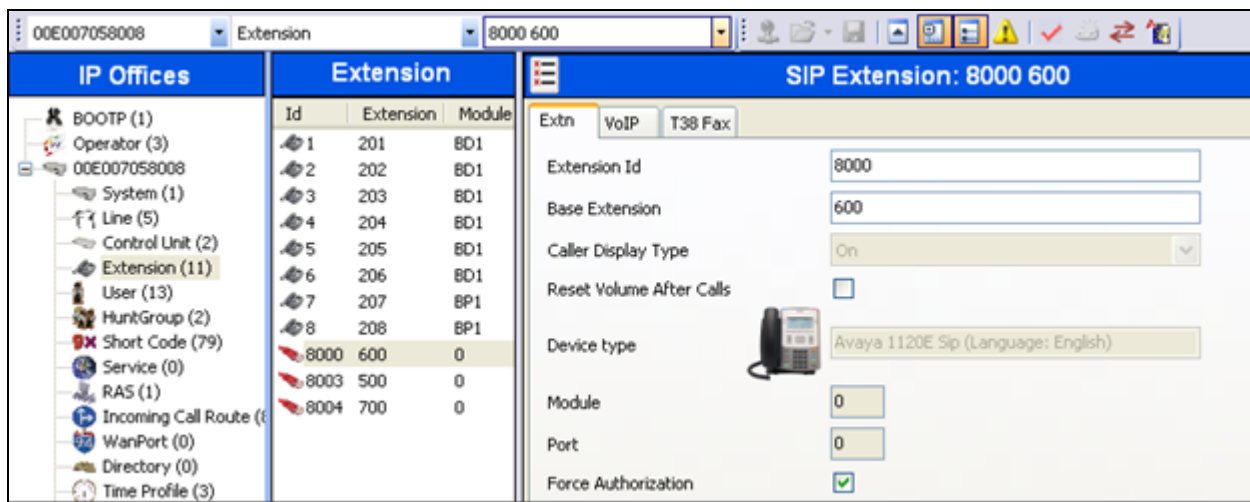 00E007058008 Extension 8000 600
IP Offices
BOOTP (1)
Operator (3)
00E007058008
System (1)
Line (5)
Control Unit (2)
Extension (11)
User (13)
HuntGroup (2)
Short Code (79)
Service (0)
RAS (1)
Incoming Call Route (8
WanPort (0)
Directory (0)
Time Profile (3)
Extension
Id Extension Module
1 201 BD1
2 202 BD1
3 203 BD1
4 204 BD1
5 205 BD1
6 206 BD1
7 207 BP1
8 208 BP1
8000 600 0
8003 500 0
8004 700 0
SIP Extension: 8000 600
Extn VoIP T38 Fax
Extension Id 8000
Base Extension 600
Caller Display Type On
Reset Volume After Calls
Device type Avaya 1120E Sip (Language: English)
Module 0
Port 0
Force Authorization